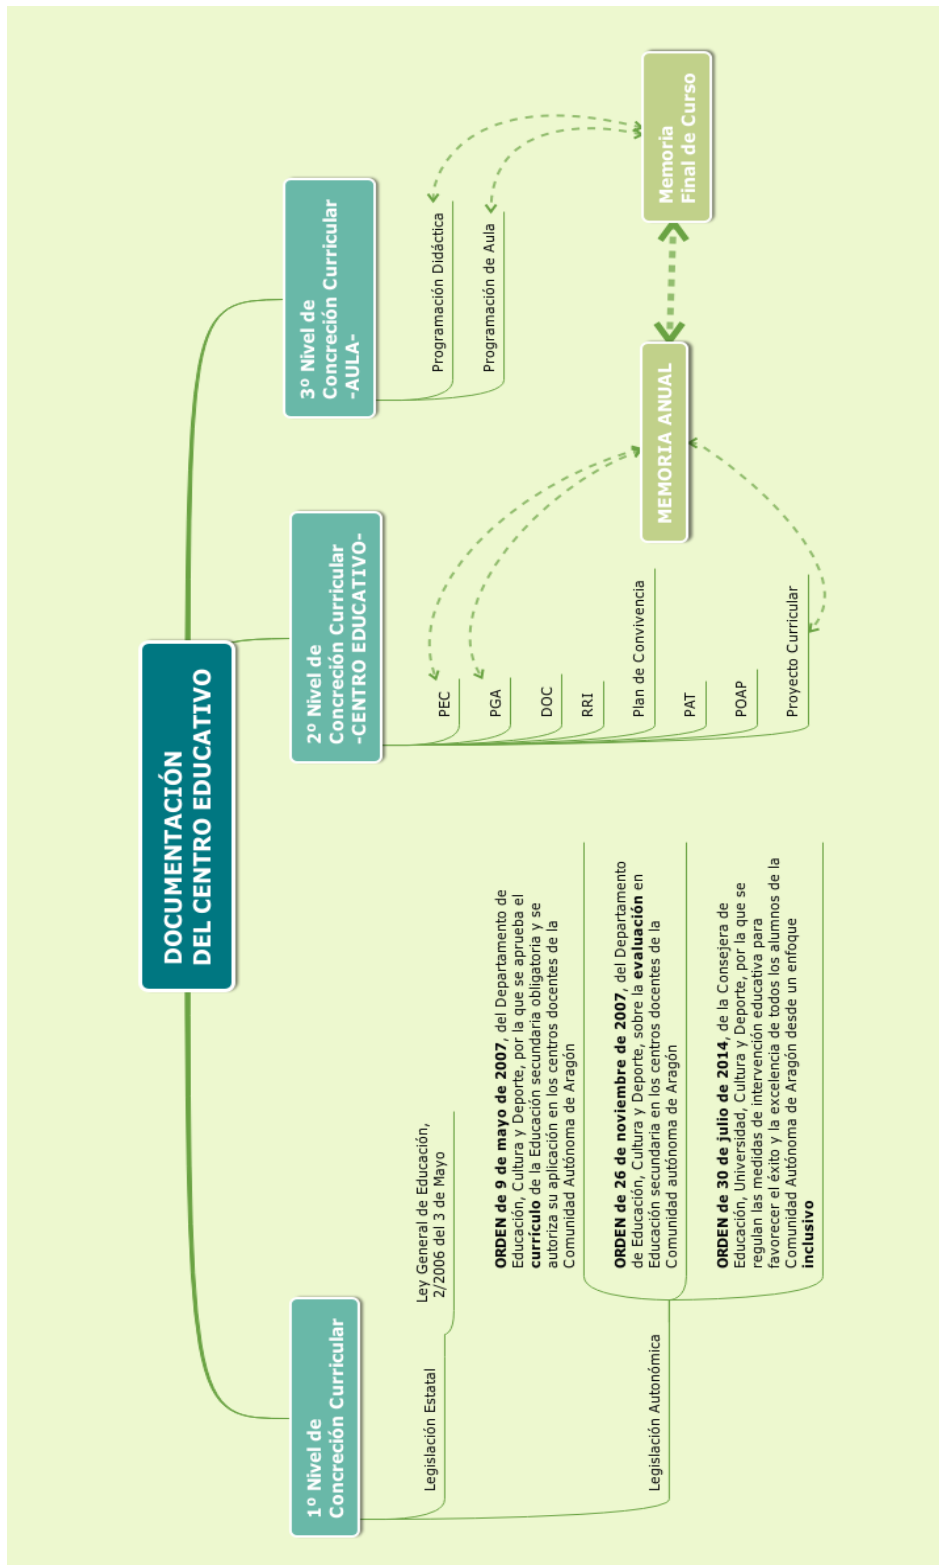 DOCUMENTACIÓN
DEL CENTRO EDUCATIVO
1º Nivel de
Concreción Curricular
Legislación Estatal
Ley General de Educación,
2/2006 del 3 de Mayo
Legislación Autonómica
ORDEN de 9 de mayo de 2007, del Departamento de
Educación, Cultura y Deporte, por la que se aprueba el
currículo de la Educación secundaria obligatoria y se
autoriza su aplicación en los centros docentes de la
Comunidad Autónoma de Aragón
ORDEN de 26 de noviembre de 2007, del Departamento
de Educación, Cultura y Deporte, sobre la evaluación en
Educación secundaria en los centros docentes de la
Comunidad autónoma de Aragón
ORDEN de 30 de julio de 2014, de la Consejera de
Educación, Universidad, Cultura y Deporte, por la que se
regulan las medidas de intervención educativa para
favorecer el éxito y la excelencia de todos los alumnos de la
Comunidad Autónoma de Aragón desde un enfoque
inclusivo
2º Nivel de
Concreción Curricular
-CENTRO EDUCATIVO-
PEC
PGA
DOC
RRI
Plan de Convivencia
PAT
POAP
Proyecto Curricular
3º Nivel de
Concreción Curricular
-AULA-
Programación Didáctica
Programación de Aula
MEMORIA ANUAL
Memoria
Final de Curso